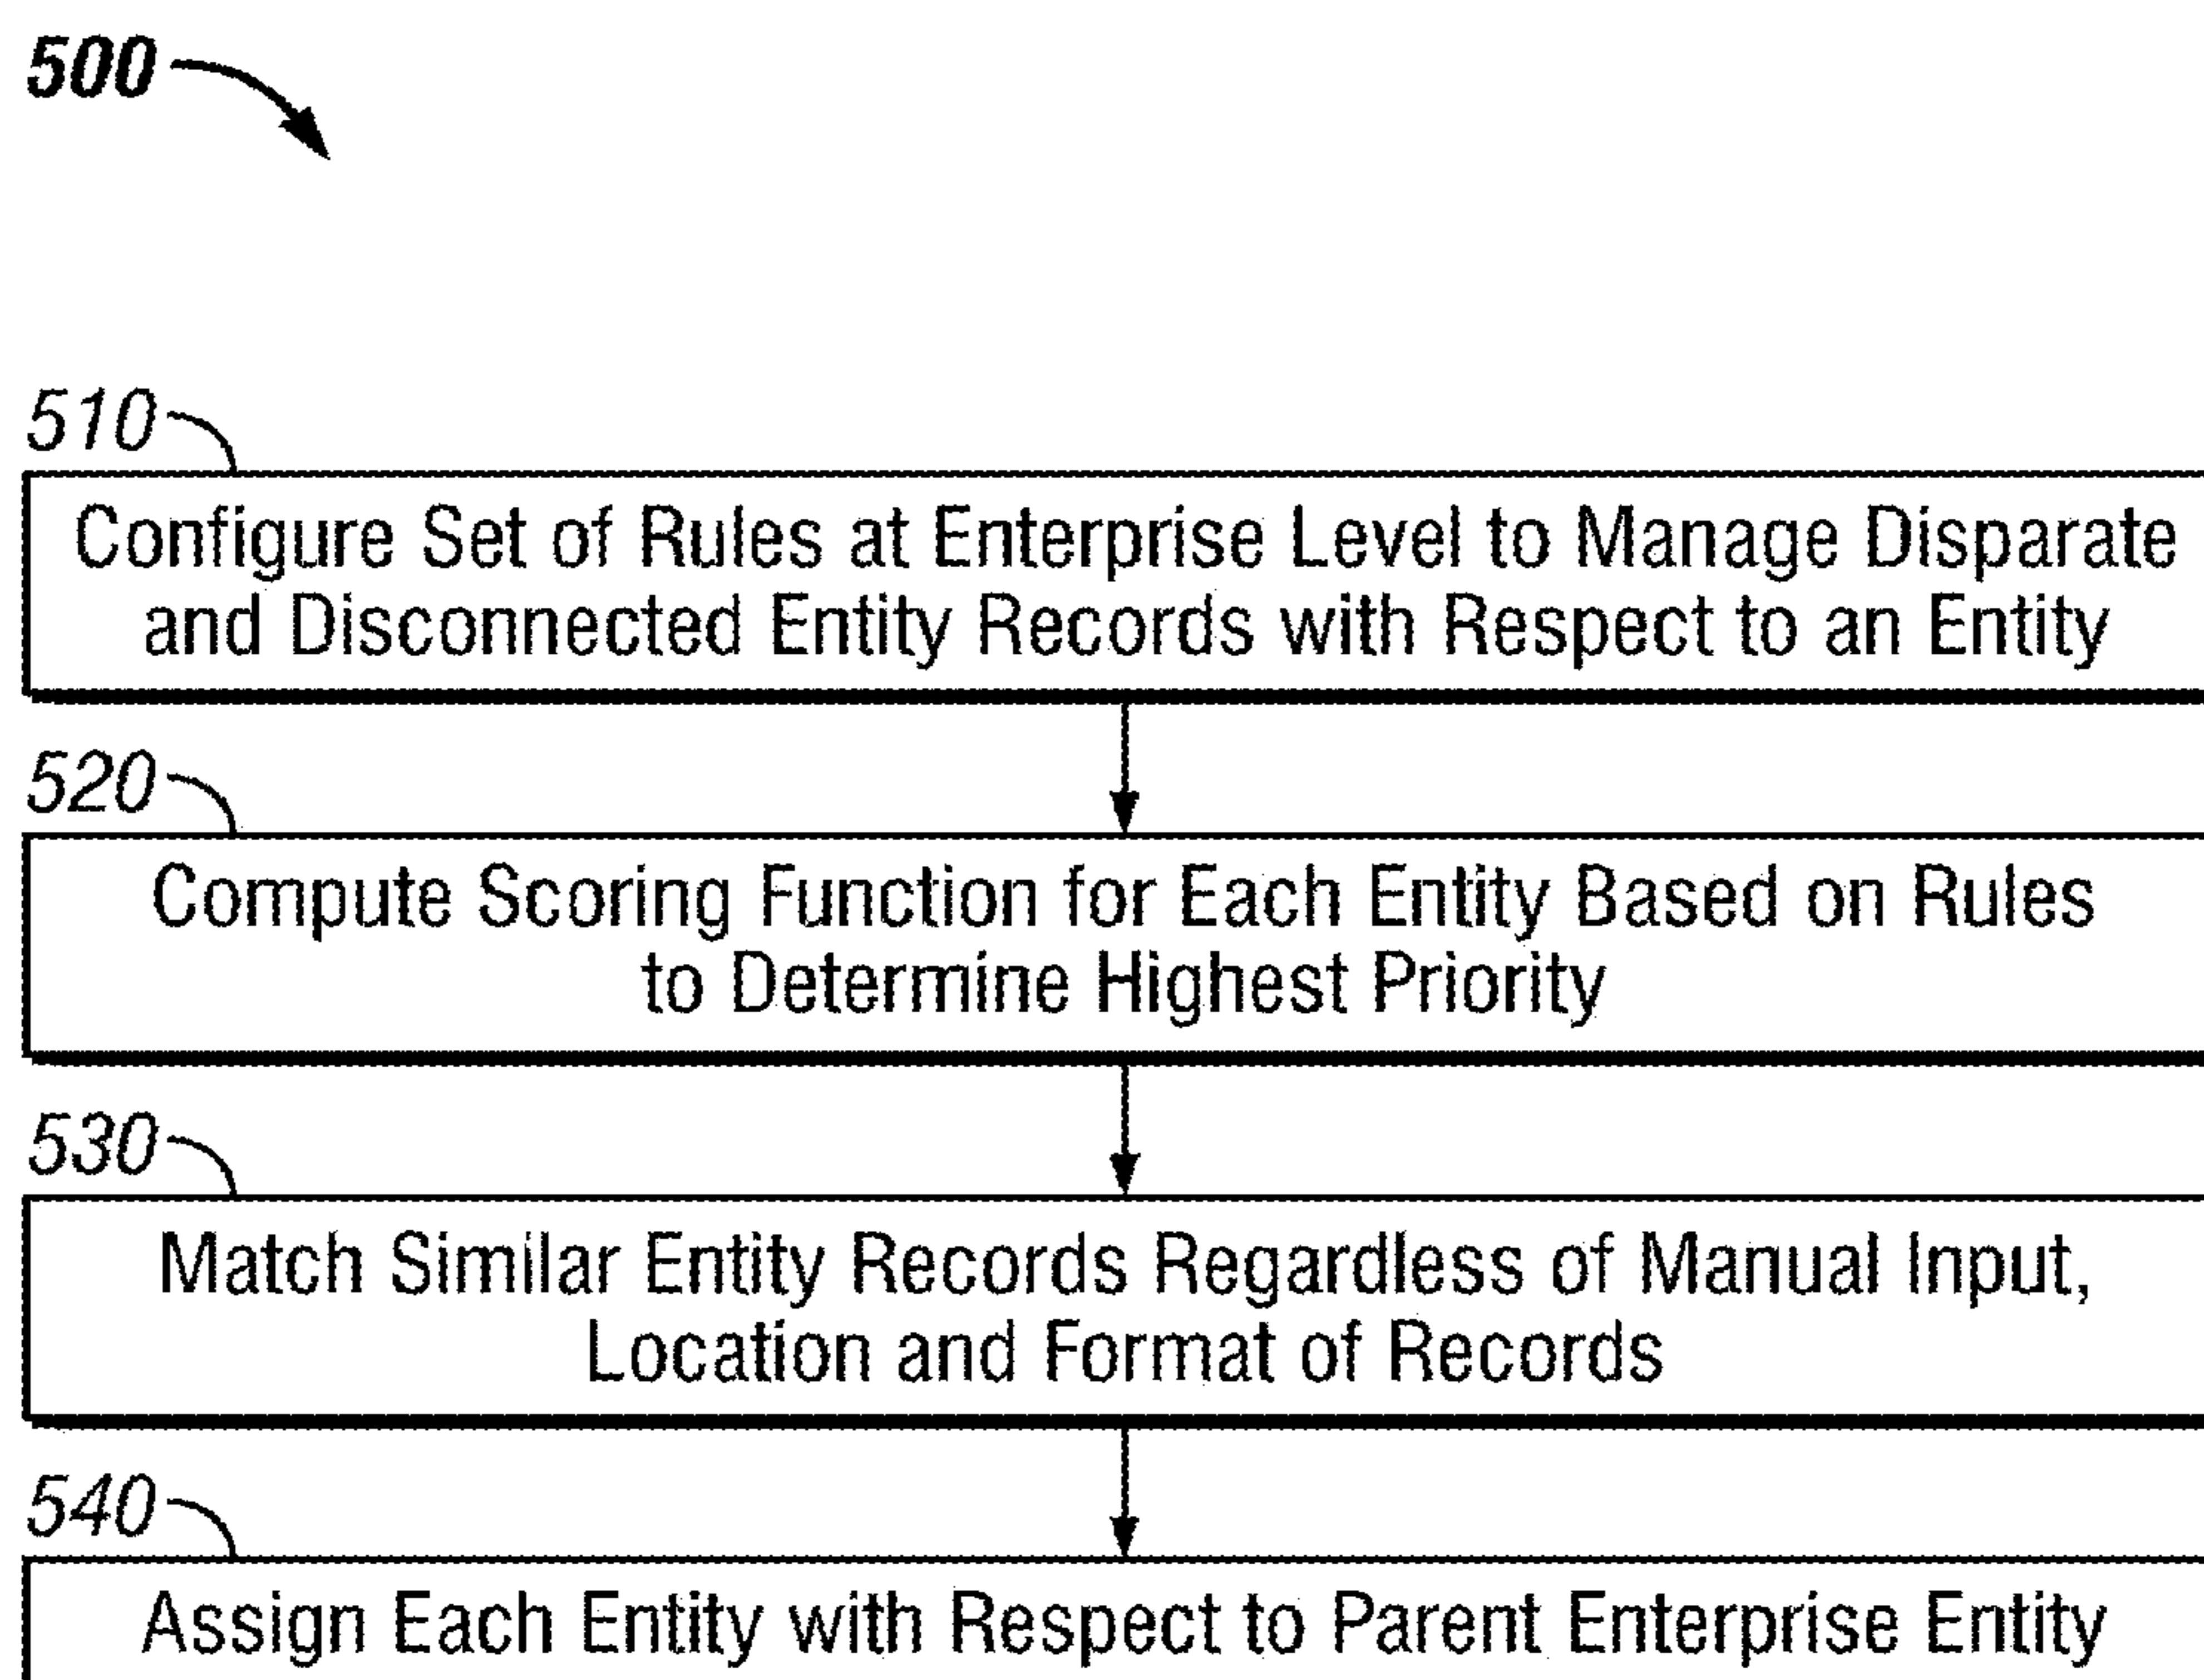 500
510
Configure Set of Rules at Enterprise Level to Manage Disparate
and Disconnected Entity Records with Respect to an Entity
520
Compute Scoring Function for Each Entity Based on Rules
to Determine Highest Priority
530
Match Similar Entity Records Regardless of Manual Input,
Location and Format of Records
540
Assign Each Entity with Respect to Parent Enterprise Entity